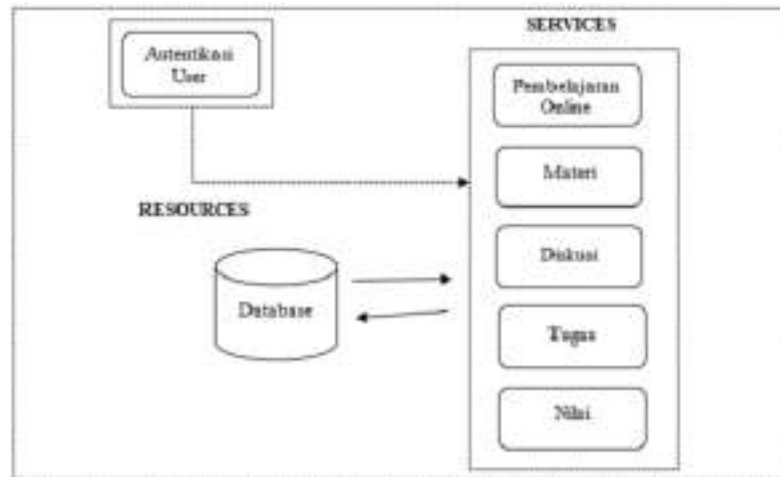 SERVICES
Autentikasi
User
Pembelajaran
Online
Materi
RESOURCES
Diskusi
Database
Tugas
Nilai